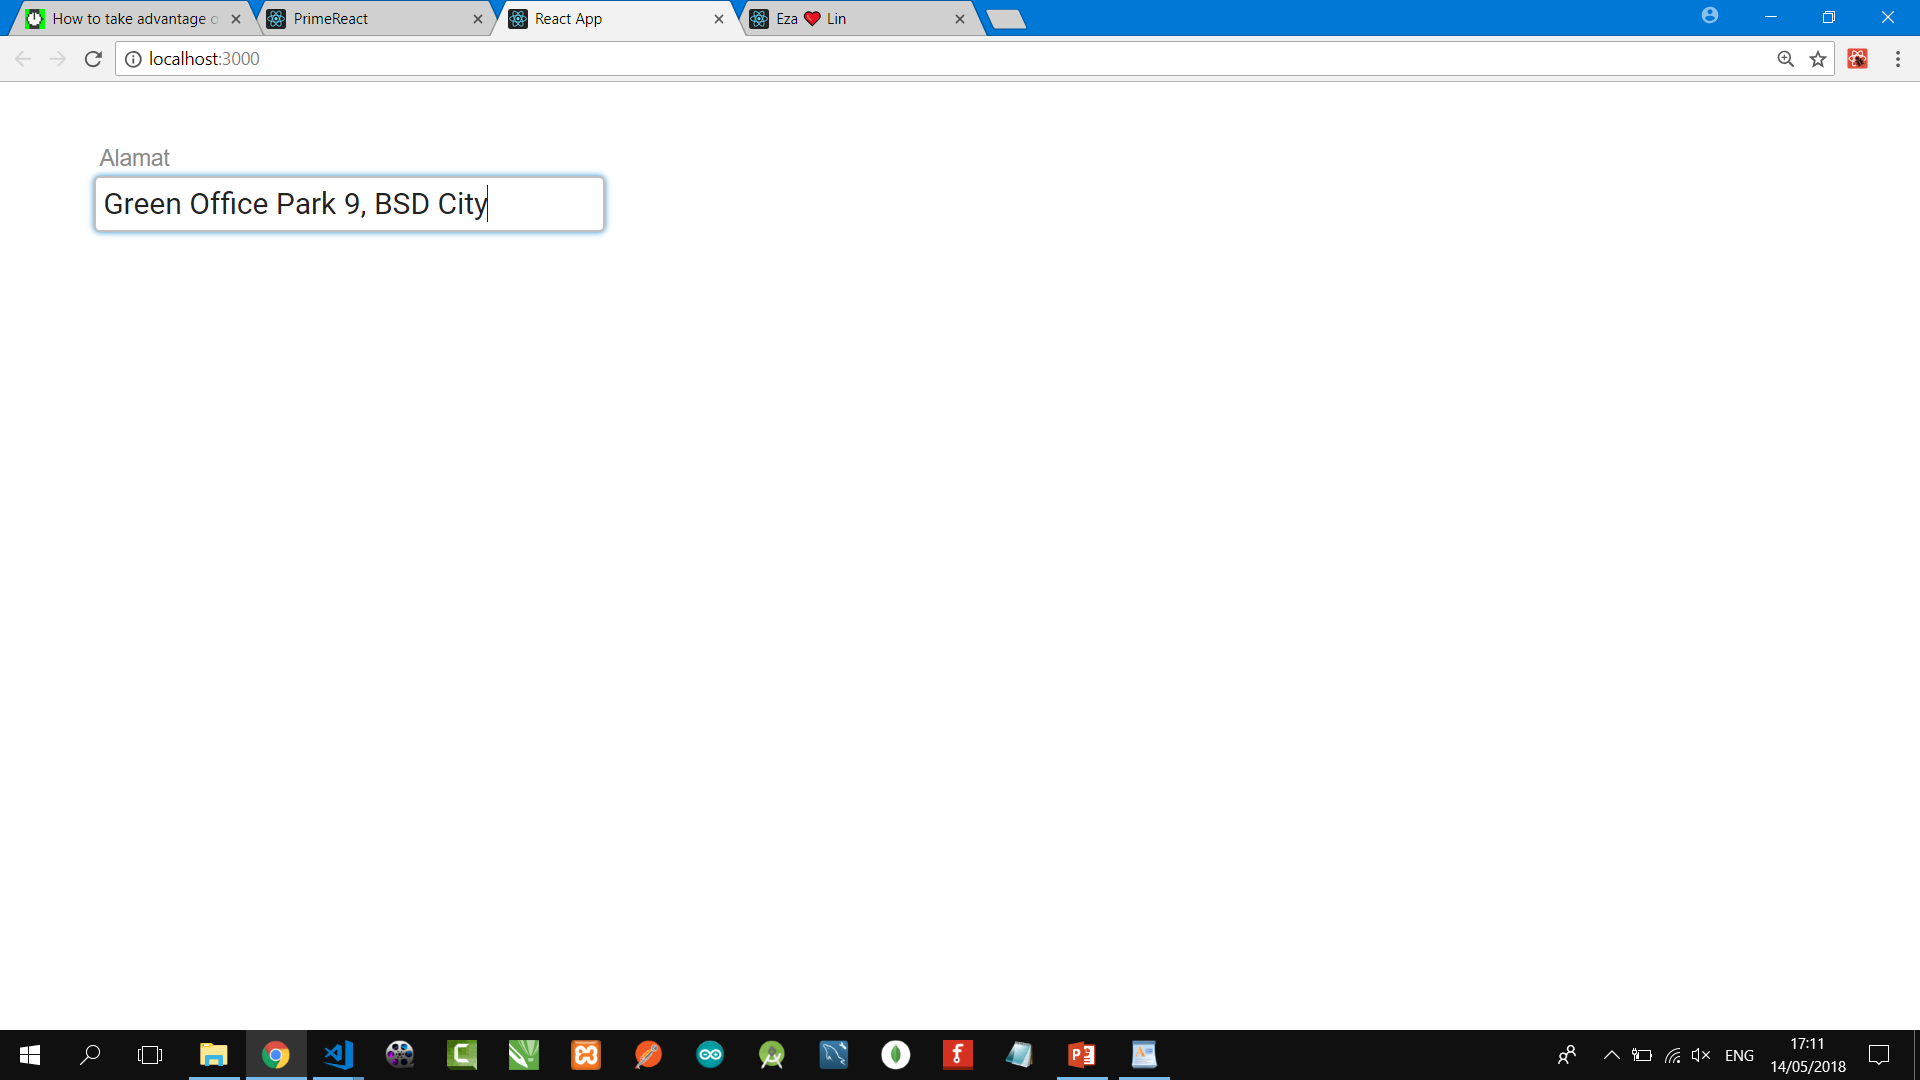 How to take advantage o
PrimeReact
React App
Eza ❤ Lin
localhost:3000
Alamat
Green Office Park 9, BSD City
ENG
17:11
14/05/2018